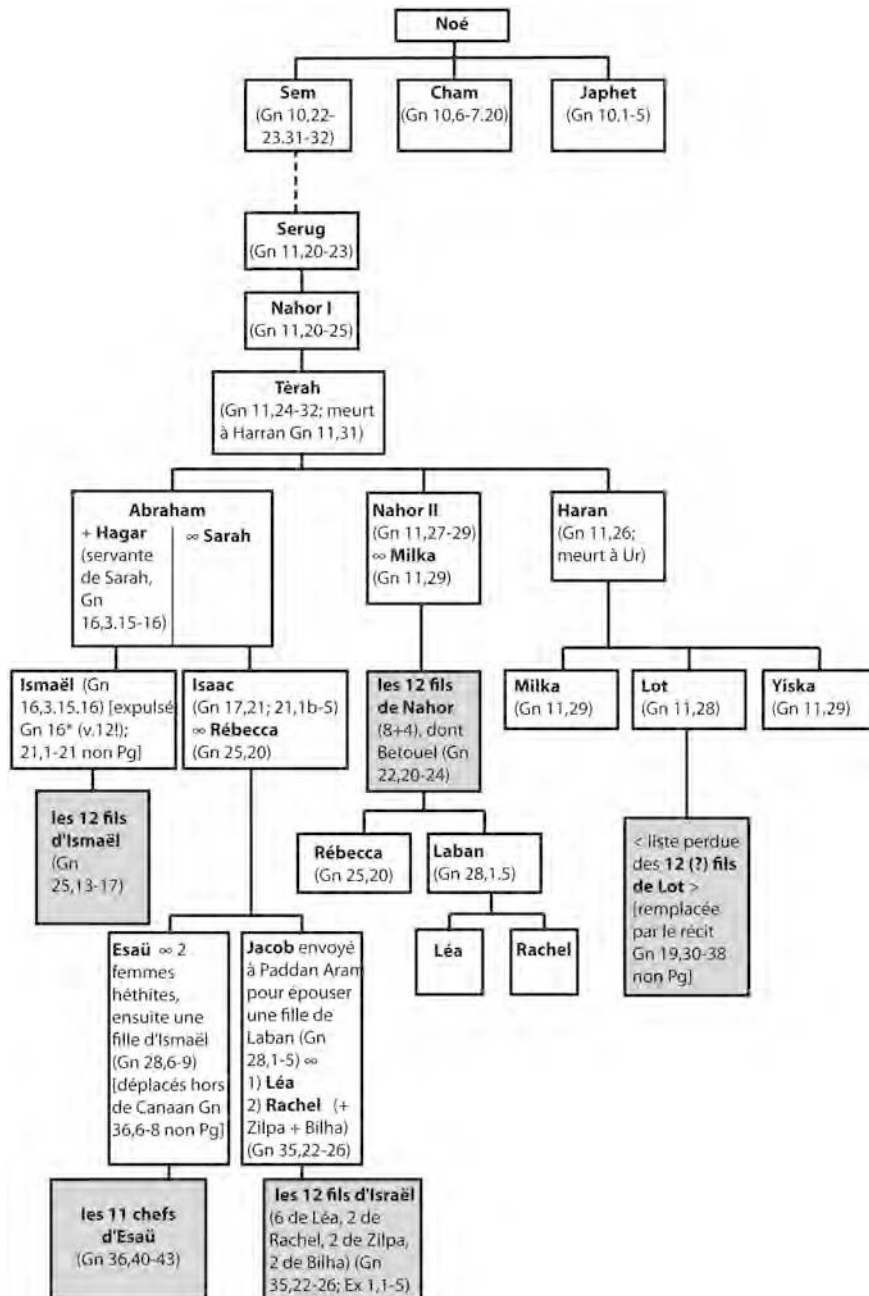 Noé
Sem
(Gn 10,22-
23.31-32)
Cham
(Gn 10,6-7.20)
Japhet
(Gn 10,1-5)
Serug
(Gn 11,20-23)
Nahor I
(Gn 11,20-25)
Tèrah
(Gn 11,24-32; meurt
à Harran Gn 11,31)
Abraham
+ Hagar
(servante
de Sarah,
Gn
16,3.15-16)
∞ Sarah
Nahor II
(Gn 11,27-29)
∞ Milka
(Gn 11,29)
Haran
(Gn 11,26;
meurt à Ur)
Ismaël (Gn
16,3.15.16) [expulsé
Gn 16* (v.12!);
21,1-21 non Pg]
Isaac
(Gn 17,21; 21,1b-5)
∞ Rébecca
(Gn 25,20)
les 12 fils
de Nahor
(8+4), dont
Betouel (Gn
22,20-24)
Milka
(Gn 11,29)
Lot
(Gn 11,28)
Yiska
(Gn 11,29)
les 12 fils
d'Ismaël
(Gn
25,13-17)
Rébecca
(Gn 25,20)
Laban
(Gn 28,1.5)
< liste perdue
des 12 (?) fils
de Lot >
[remplacée
par le récit
Gn 19,30-38
non Pg]
Léa
Rachel
Esaü ∞ 2
femmes
héthites,
ensuite une
fille d'Ismaël
(Gn 28,6-9)
[déplacés hors
de Canaan Gn
36,6-8 non Pg]
Jacob envoyé
à Paddan Aram
pour épouser
une fille de
Laban (Gn
28,1-5) ∞
1) Léa
2) Rachel (+
Zilpa + Bilha)
(Gn 35,22-26)
les 11 chefs
d'Esaü
(Gn 36,40-43)
les 12 fils d'Israël
(6 de Léa, 2 de
Rachel, 2 de Zilpa,
2 de Bilha) (Gn
35,22-26; Ex 1,1-5)